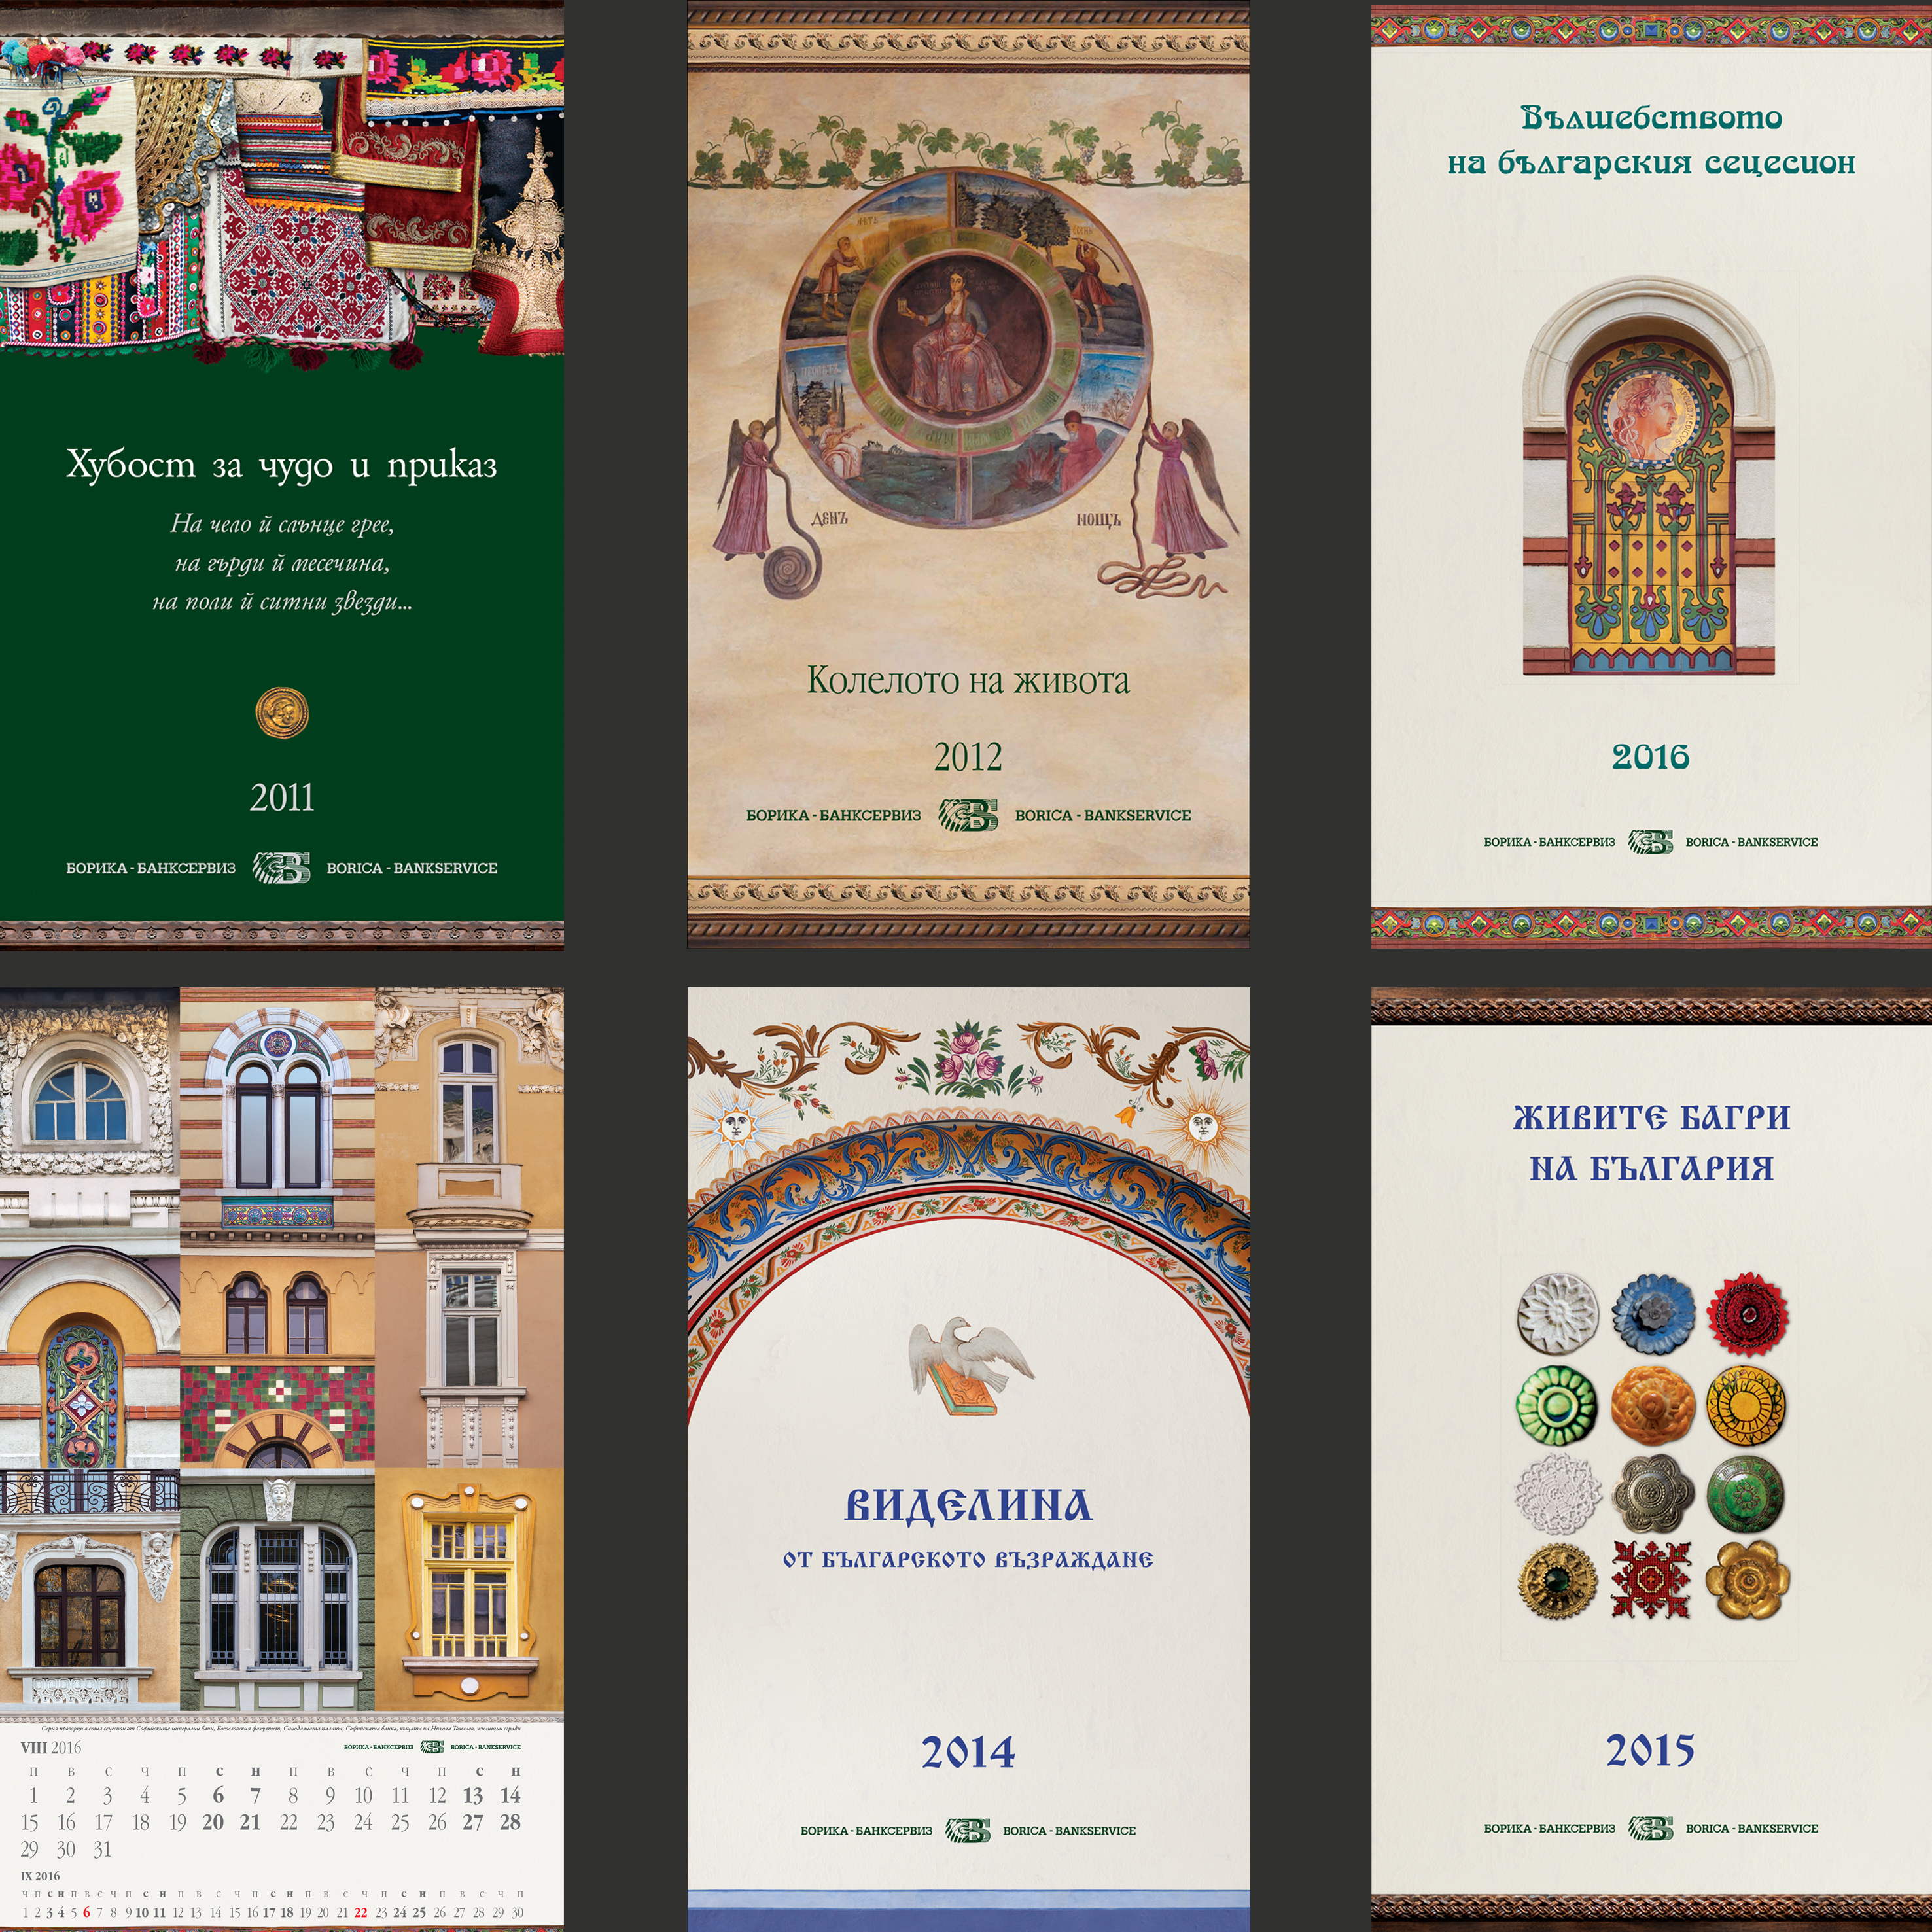 Хубост за чудо и приказ
На чело ѝ слънце грее,
на гърди ѝ месечина,
на поли ѝ ситни звезди...
2011
БОРИКА - БАНКСЕРВИЗ BORICA - BANKSERVICE
ЛѢТЬ
ЕСЕНЬ
ПРОЛѢТЬ
ДЕНЪ
НОЩЪ
Колелото на живота
2012
БОРИКА - БАНКСЕРВИЗ BORICA - BANKSERVICE
Вълшебството
на българския сецесион
2016
БОРИКА - БАНКСЕРВИЗ BORICA - BANKSERVICE
Серия прозорци в стил сецесион от Софийските минерални бани, Богословския факултет, Синодалната палата, Софийската банка, къщата на Никола Томалев, жилищни сгради
VIII 2016
БОРИКА - БАНКСЕРВИЗ BORICA - BANKSERVICE
П В С Ч П С Н П В С Ч П С Н
1 2 3 4 5 6 7 8 9 10 11 12 13 14
15 16 17 18 19 20 21 22 23 24 25 26 27 28
29 30 31
IX 2016
Ч П С Н П В С Ч П С Н П В С Ч П С Н П В С Ч П С Н П В С Ч П
1 2 3 4 5 6 7 8 9 10 11 12 13 14 15 16 17 18 19 20 21 22 23 24 25 26 27 28 29 30
ВИДЕЛИНА
ОТ БЪЛГАРСКОТО ВЪЗРАЖДАНЕ
2014
БОРИКА - БАНКСЕРВИЗ BORICA - BANKSERVICE
ЖИВИТЕ БАГРИ
НА БЪЛГАРИЯ
2015
БОРИКА - БАНКСЕРВИЗ BORICA - BANKSERVICE